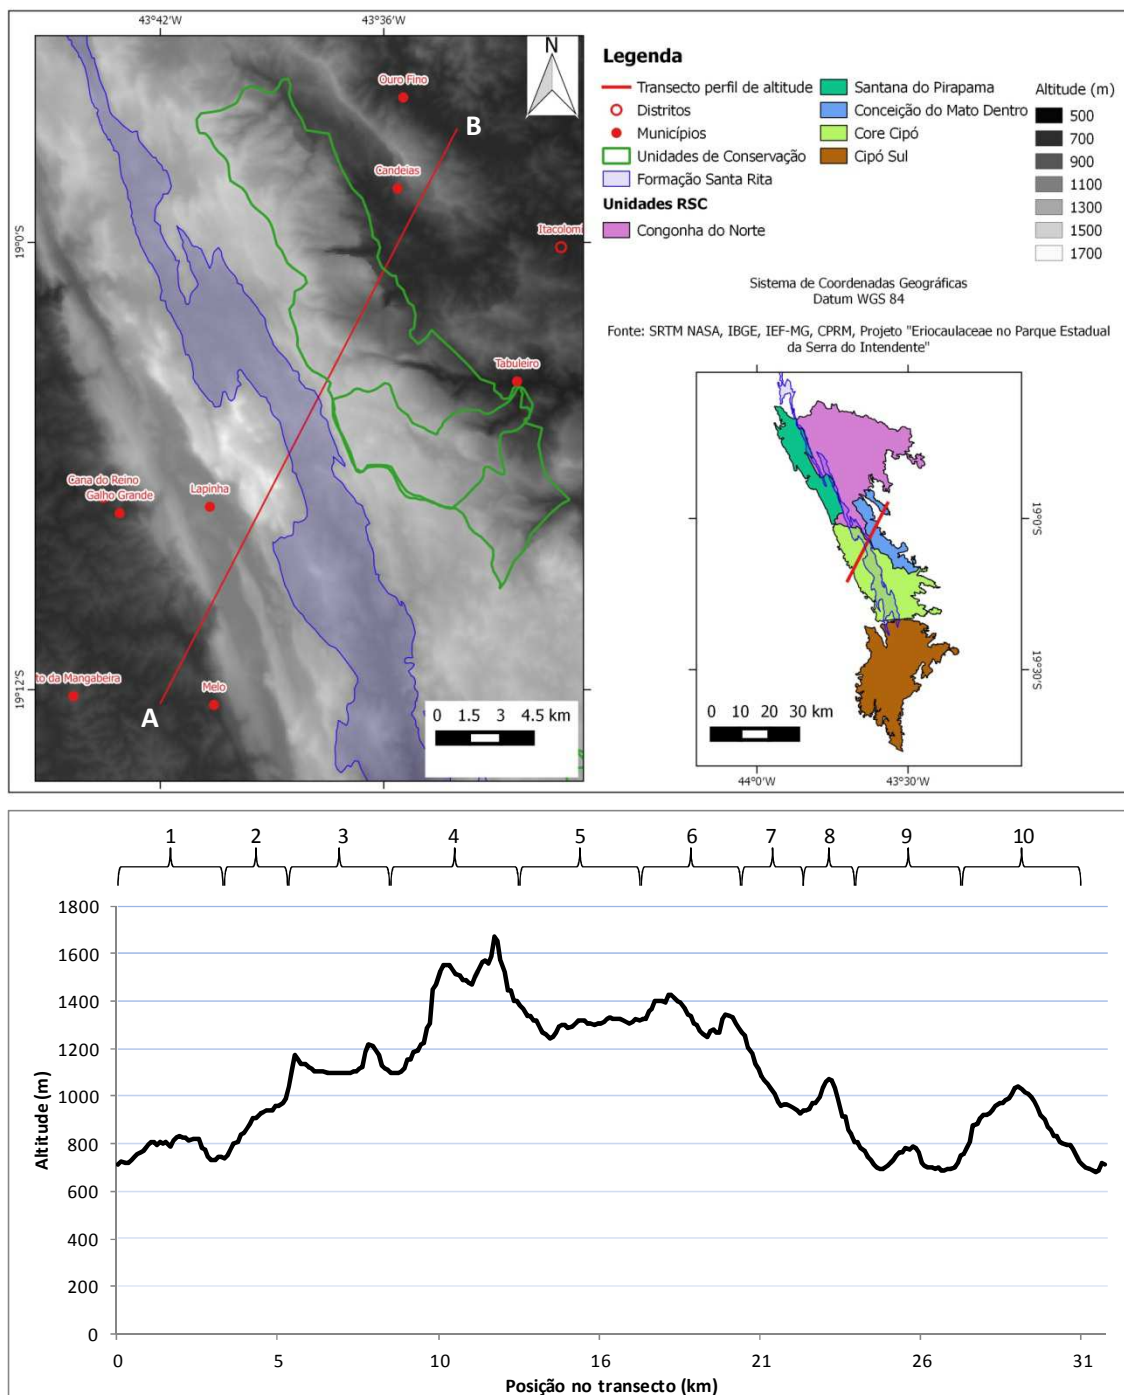 43°42'W
43°36'W
N
Ouro Fino
B
Candeias
19°0'S
Itacolomi
Tabuleiro
Cana do Reino
Galho Grande
Lapinha
to da Mangabeira
19°12'S
Melo
A
0 1.5 3 4.5 km
Legenda
Transecto perfil de altitude
Distritos
Municípios
Unidades de Conservação
Formação Santa Rita
Unidades RSC
Congonha do Norte
Santana do Pirapama
Conceição do Mato Dentro
Core Cipó
Cipó Sul
Altitude (m)
500
700
900
1100
1300
1500
1700
Sistema de Coordenadas Geográficas
Datum WGS 84
Fonte: SRTM NASA, IBGE, IEF-MG, CPRM, Projeto "Eriocaulaceae no Parque Estadual
da Serra do Intendente"
19°0'S
19°30'S
0 10 20 30 km
44°0'W
43°30'W
1 2 3 4 5 6 7 8 9 10
1800
1600
1400
1200
1000
800
600
400
200
0
Altitude (m)
0 5 10 16 21 26 31
Posição no transecto (km)